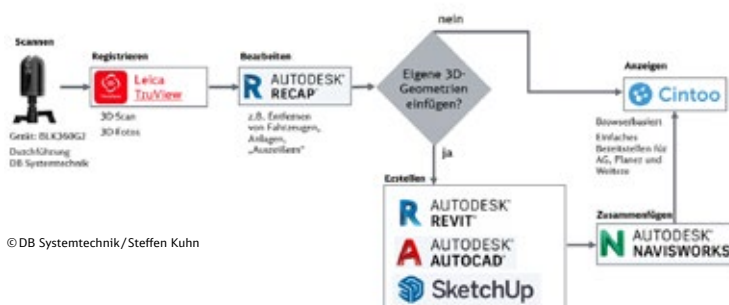 Scannen
Gerät: BLK360G2
Durchführung
DB Systemtechnik
Registrieren
Leica
TruView
3D Scan
3D Fotos
Bearbeiten
R AUTODESK®
RECAP®
z.B. Entfernen
von Fahrzeugen,
Anlagen,
Eigene 3D-
Geometrien
einfügen?
nein
ja
Anzeigen
Cintoo
Browserbasiert
Einfaches
Bereitstellen für
AG, Planer und
Weitere
Erstellen
R AUTODESK®
REVIT®
A AUTODESK®
AUTOCAD®
SketchUp
Zusammenfügen
N AUTODESK®
NAVISWORKS
© DB Systemtechnik/Steffen Kuhn